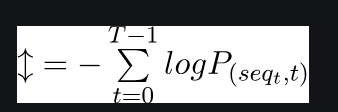 ↕ = − ∑_{t=0}^{T−1} logP_{(seq_t,t)}